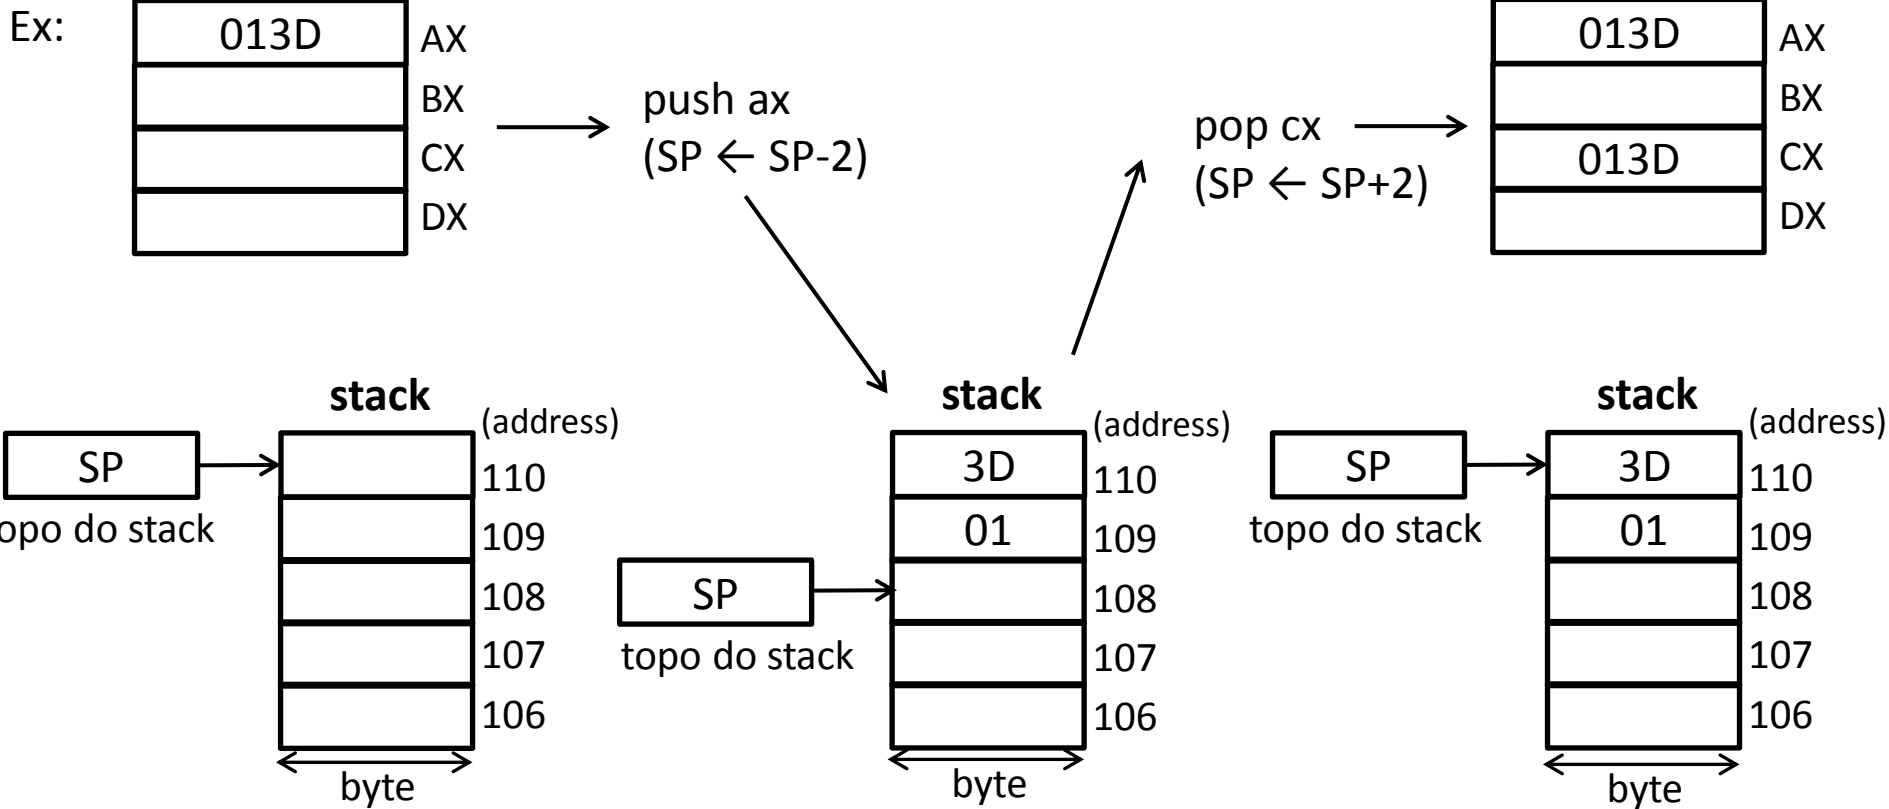 Ex:
013D AX
BX
CX
DX
push ax
(SP ← SP-2)
pop cx
(SP ← SP+2)
013D AX
BX
013D CX
DX
stack
(address)
SP
110
opo do stack
109
108
107
106
byte
stack
(address)
3D 110
01 109
SP
108
topo do stack
107
106
byte
stack
(address)
SP
3D 110
topo do stack
01 109
108
107
106
byte